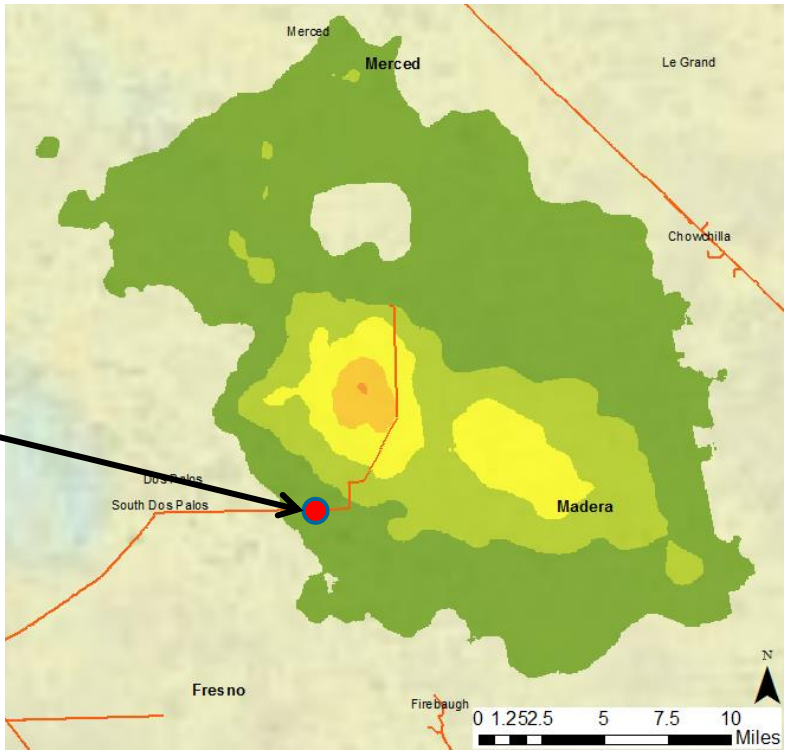 Merced
Merced
Le Grand
Chowchilla
Dos Palos
South Dos Palos
Madera
Fresno
Firebaugh
N
0 1.252.5 5 7.5 10
Miles